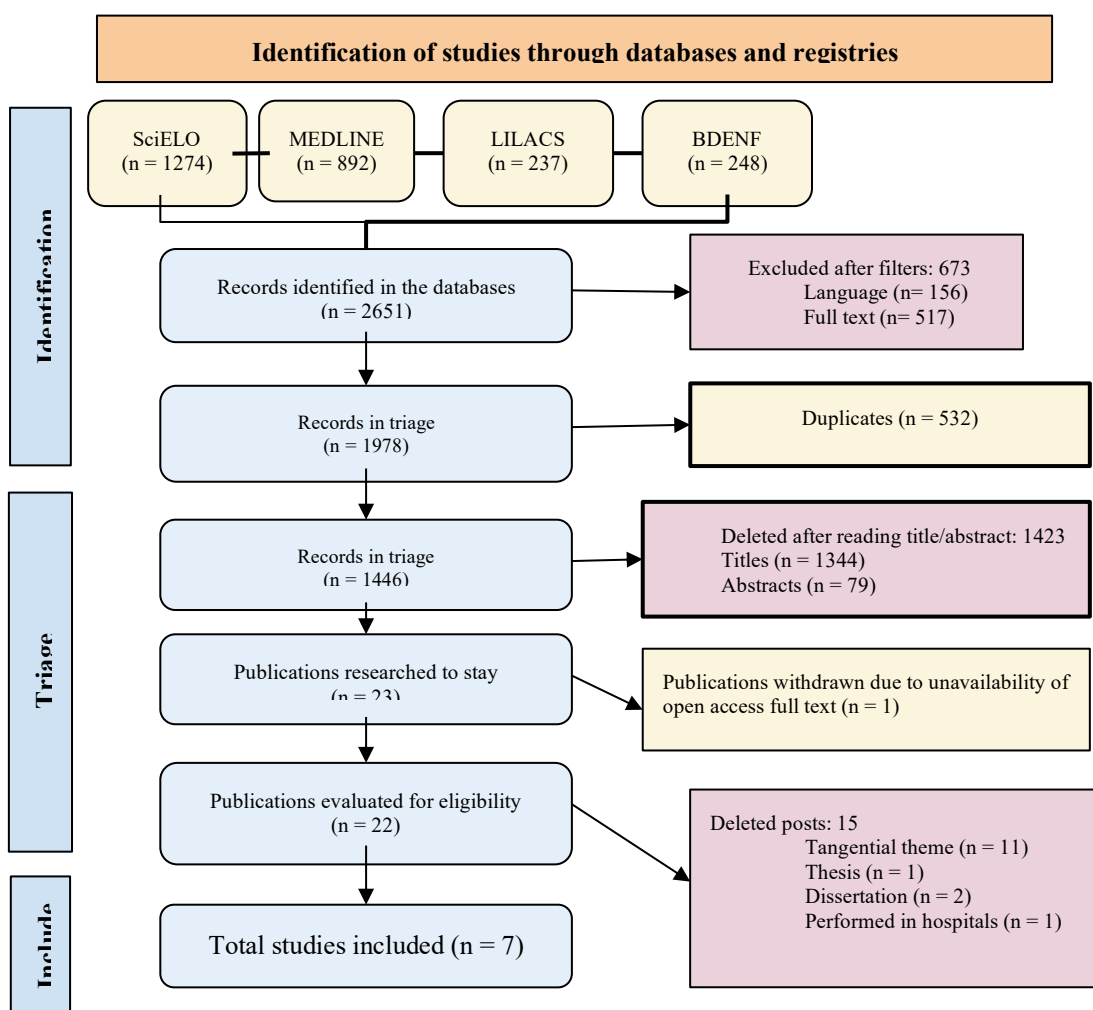 Identification of studies through databases and registries
SciELO
(n = 1274)
MEDLINE
(n = 892)
LILACS
(n = 237)
BDENF
(n = 248)
Identification
Records identified in the databases
(n = 2651)
Excluded after filters: 673
Language (n= 156)
Full text (n= 517)
Records in triage
(n = 1978)
Duplicates (n = 532)
Triage
Records in triage
(n = 1446)
Deleted after reading title/abstract: 1423
Titles (n = 1344)
Abstracts (n = 79)
Publications researched to stay
(n = 23)
Publications withdrawn due to unavailability of
open access full text (n = 1)
Publications evaluated for eligibility
(n = 22)
Deleted posts: 15
Tangential theme (n = 11)
Thesis (n = 1)
Dissertation (n = 2)
Performed in hospitals (n = 1)
Include
Total studies included (n = 7)